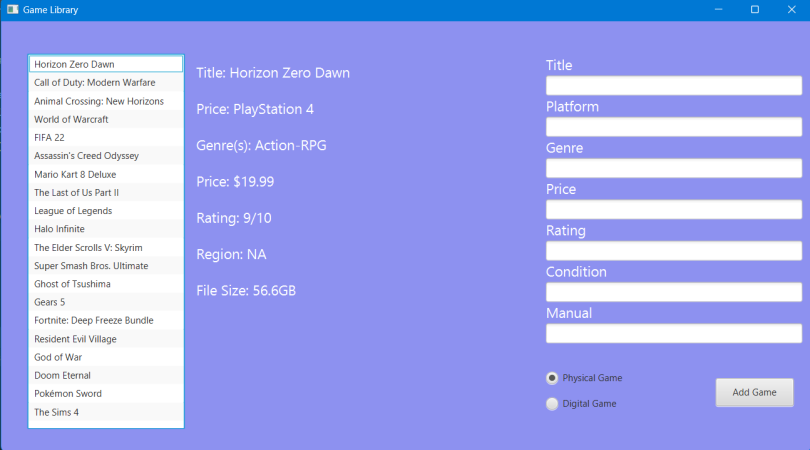 Game Library
Horizon Zero Dawn
Call of Duty: Modern Warfare
Animal Crossing: New Horizons
World of Warcraft
FIFA 22
Assassin's Creed Odyssey
Mario Kart 8 Deluxe
The Last of Us Part II
League of Legends
Halo Infinite
The Elder Scrolls V: Skyrim
Super Smash Bros. Ultimate
Ghost of Tsushima
Gears 5
Fortnite: Deep Freeze Bundle
Resident Evil Village
God of War
Doom Eternal
Pokémon Sword
The Sims 4
Title: Horizon Zero Dawn
Price: PlayStation 4
Genre(s): Action-RPG
Price: $19.99
Rating: 9/10
Region: NA
File Size: 56.6GB
Title
Platform
Genre
Price
Rating
Condition
Manual
Physical Game
Digital Game
Add Game